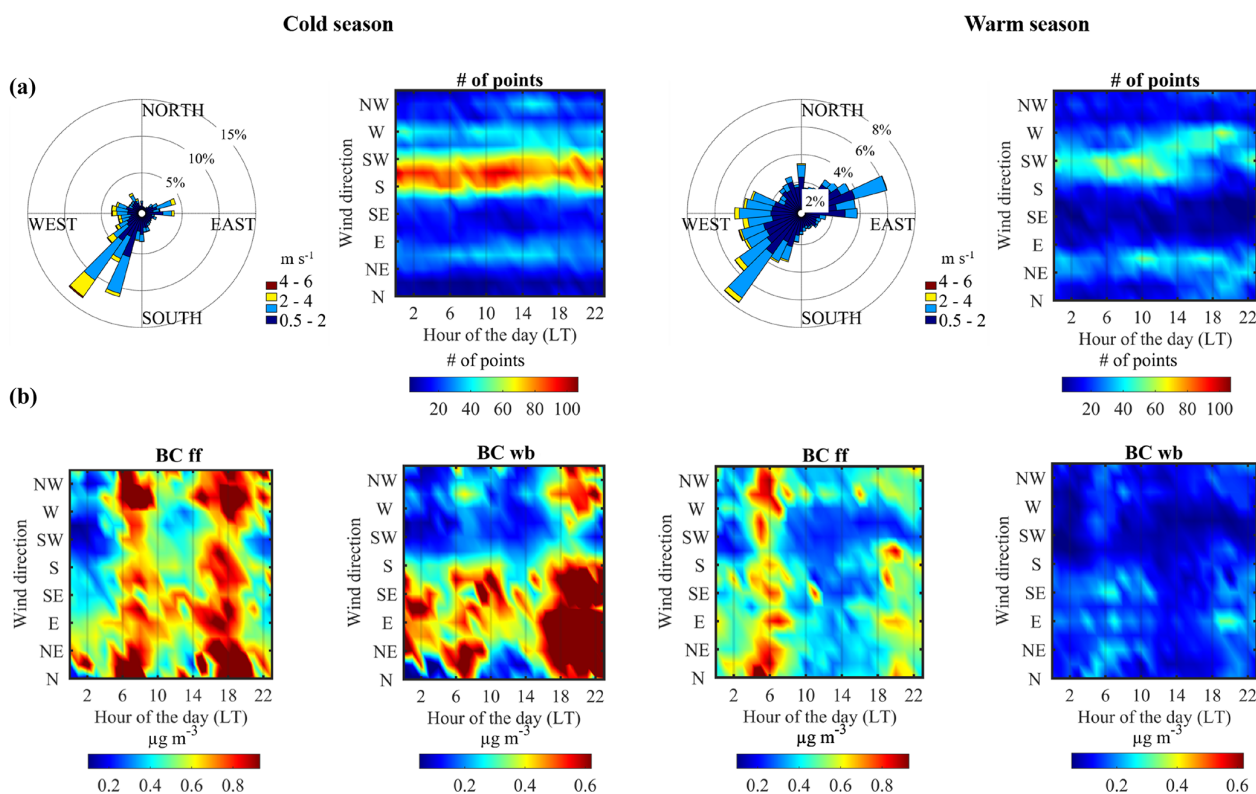 Cold season
Warm season
(a)
NORTH
15%
10%
5%
WEST
EAST
SOUTH
m s⁻¹
4 - 6
2 - 4
0.5 - 2
# of points
Wind direction
NW
W
SW
S
SE
E
NE
N
2 6 10 14 18 22
Hour of the day (LT)
# of points
20 40 60 80 100
NORTH
8%
6%
4%
2%
WEST
EAST
SOUTH
m s⁻¹
4 - 6
2 - 4
0.5 - 2
# of points
Wind direction
NW
W
SW
S
SE
E
NE
N
2 6 10 14 18 22
Hour of the day (LT)
# of points
20 40 60 80 100
(b)
BC ff
Wind direction
NW
W
SW
S
SE
E
NE
N
2 6 10 14 18 22
Hour of the day (LT)
µg m⁻³
0.2 0.4 0.6 0.8
BC wb
Wind direction
NW
W
SW
S
SE
E
NE
N
2 6 10 14 18 22
Hour of the day (LT)
µg m⁻³
0.2 0.4 0.6
BC ff
Wind direction
NW
W
SW
S
SE
E
NE
N
2 6 10 14 18 22
Hour of the day (LT)
µg m⁻³
0.2 0.4 0.6 0.8
BC wb
Wind direction
NW
W
SW
S
SE
E
NE
N
2 6 10 14 18 22
Hour of the day (LT)
µg m⁻³
0.2 0.4 0.6